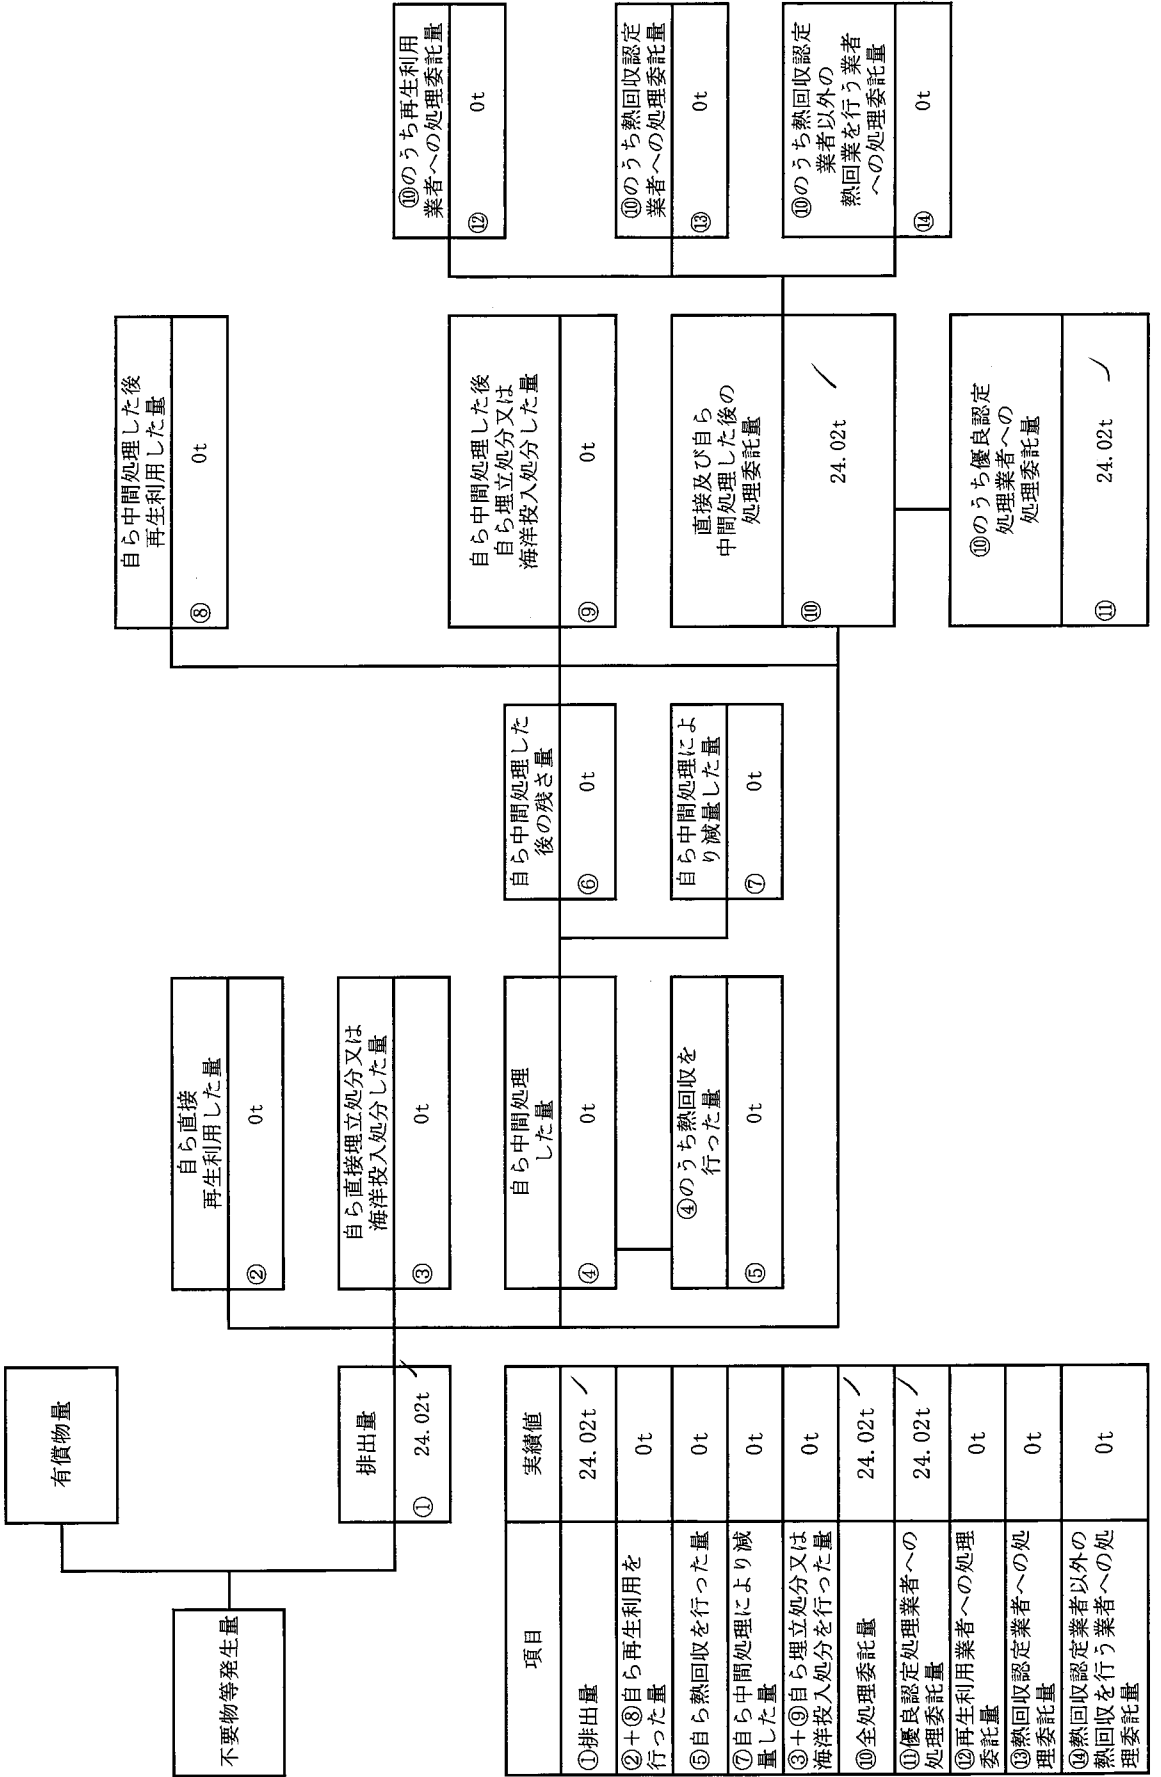 不要物等発生量
有償物量
排出量
① 24.02t
自ら直接
再生利用した量
② 0t
自ら直接埋立処分又は
海洋投入処分した量
③ 0t
自ら中間処理
した量
④ 0t
④のうち熱回収を
行った量
⑤ 0t
自ら中間処理した
後の残さ量
⑥ 0t
自ら中間処理によ
り減量した量
⑦ 0t
自ら中間処理した後
再生利用した量
⑧ 0t
自ら中間処理した後
自ら埋立処分又は
海洋投入処分した量
⑨ 0t
直接及び自ら
中間処理した後の
処理委託量
⑩ 24.02t
⑩のうち優良認定
処理業者への
処理委託量
⑪ 24.02t
⑩のうち再生利用
業者への処理委託量
⑫ 0t
⑩のうち熱回収認定
業者への処理委託量
⑬ 0t
⑩のうち熱回収認定
業者以外の
熱回業を行う業者
への処理委託量
⑭ 0t
項目 実績値
①排出量 24.02t
②+⑧自ら再生利用を
行った量 0t
⑤自ら熱回収を行った量 0t
⑦自ら中間処理により減
量した量 0t
③+⑨自ら埋立処分又は
海洋投入処分を行った量 0t
⑩全処理委託量 24.02t
⑪優良認定処理業者への
処理委託量 24.02t
⑫再生利用業者への処理
委託量 0t
⑬熱回収認定業者への処
理委託量 0t
⑭熱回収認定業者以外の
熱回収を行う業者への処
理委託量 0t